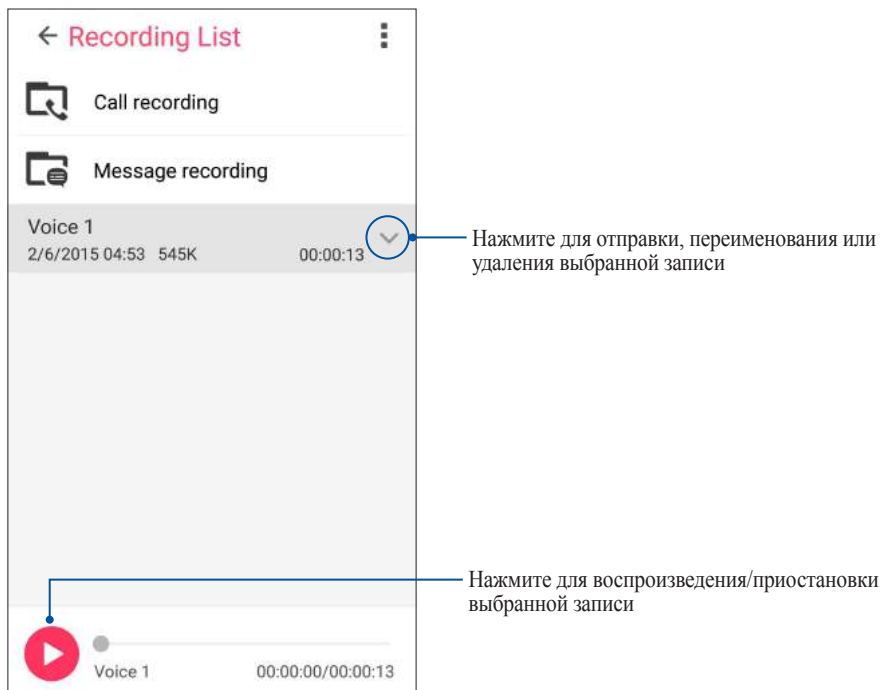 Recording List
Call recording
Message recording
Voice 1
2/6/2015 04:53 545K 00:00:13
Нажмите для отправки, переименования или
удаления выбранной записи
Нажмите для воспроизведения/приостановки
выбранной записи
Voice 1 00:00:00/00:00:13